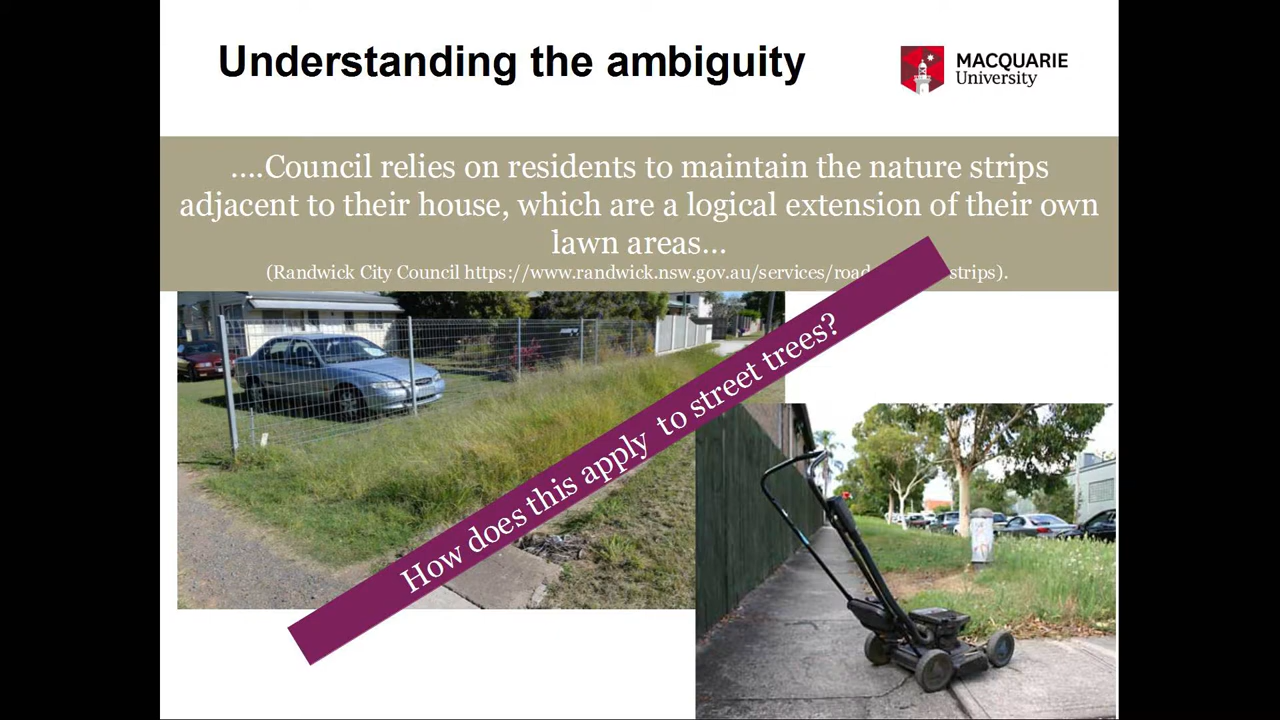 Understanding the ambiguity
MACQUARIE
University
....Council relies on residents to maintain the nature strips
adjacent to their house, which are a logical extension of their own
lawn areas...
(Randwick City Council https://www.randwick.nsw.gov.au/services/road strips).
How does this apply to street trees?